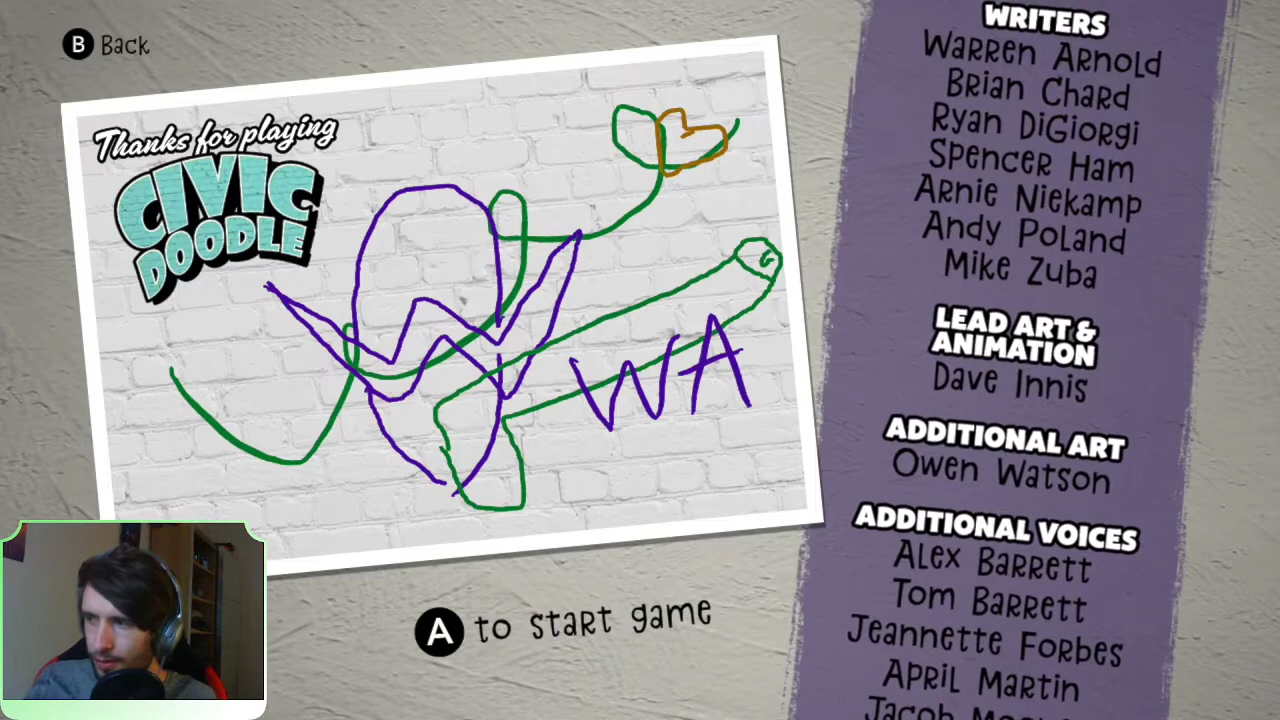 B Back
Thanks for playing
CIVIC
DOODLE
WA
A to start game
WRITERS
Warren Arnold
Brian Chard
Ryan DiGiorgi
Spencer Ham
Arnie Niekamp
Andy Poland
Mike Zuba
LEAD ART &
ANIMATION
Dave Innis
ADDITIONAL ART
Owen Watson
ADDITIONAL VOICES
Alex Barrett
Tom Barrett
Jeannette Forbes
April Martin
Jacob